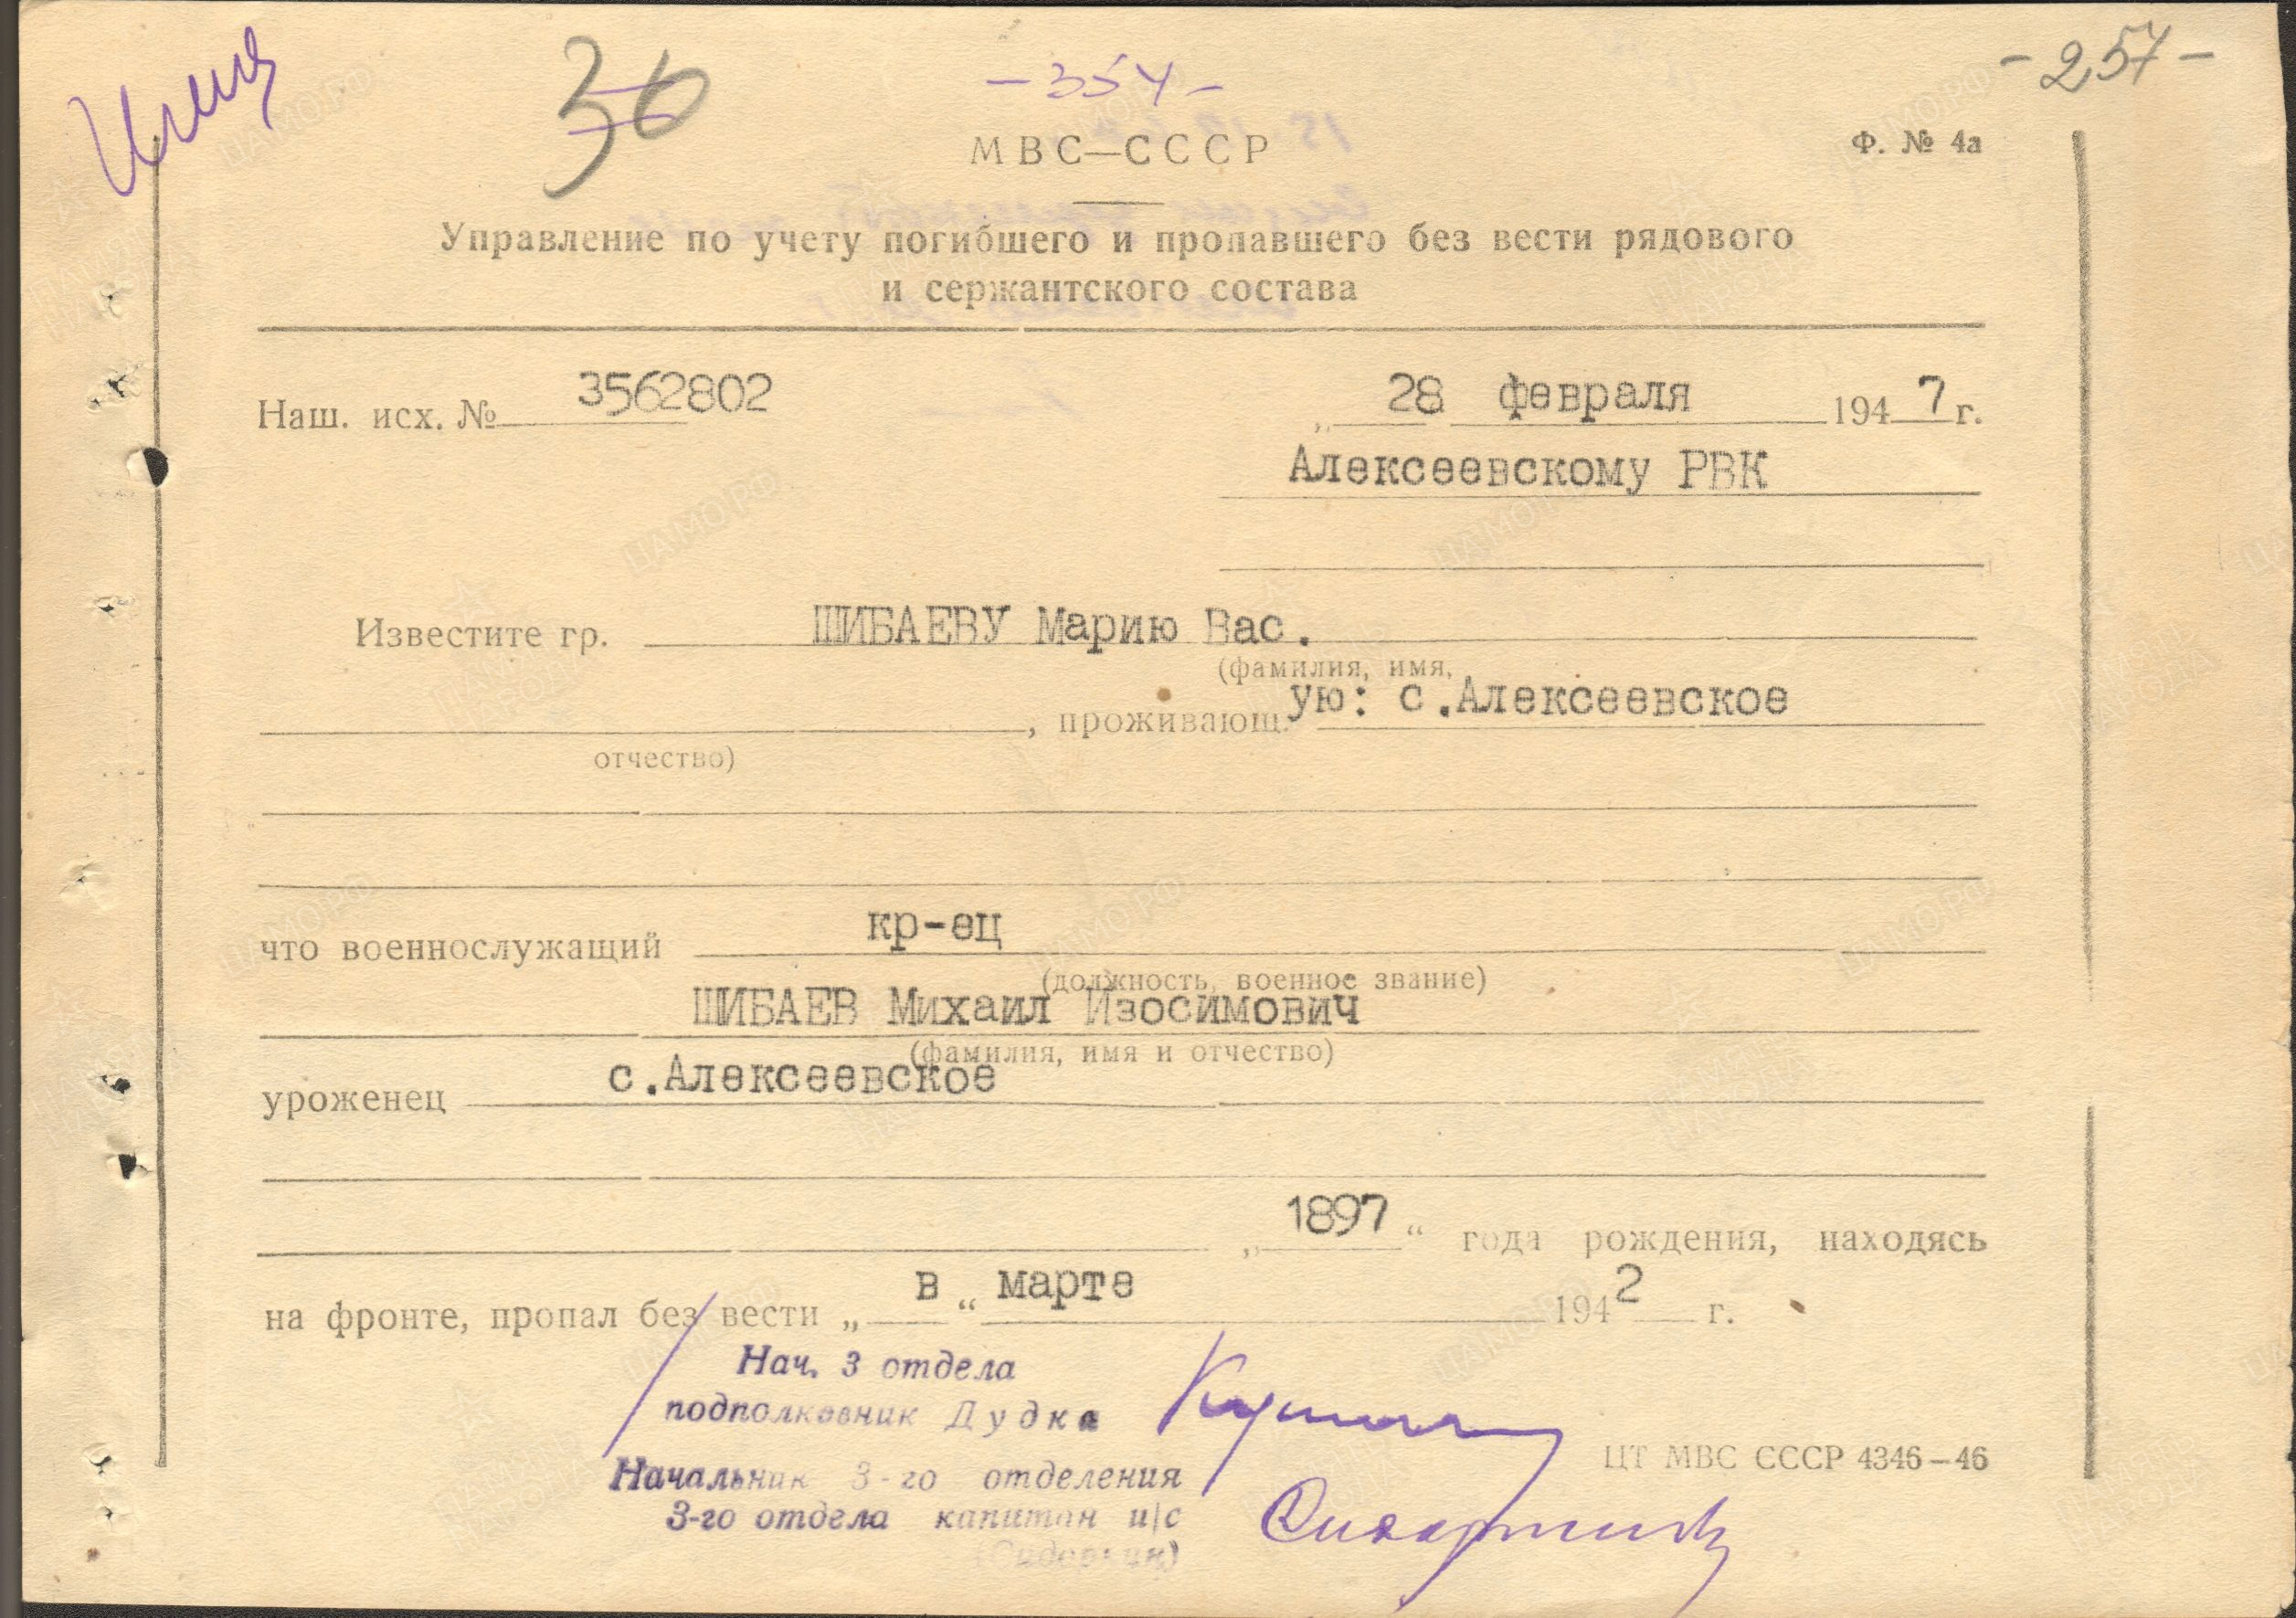 36
-354-
-257-
МВС—СССР
Ф. № 4а
Управление по учету погибшего и пропавшего без вести рядового
и сержантского состава
Наш. исх. № 3562802
„ 28 февраля 1947 г.
Алексеевскому РВК
Известите гр. ШИБАЕВУ Марию Вас.
(фамилия, имя,
, проживающ. ую: с.Алексеевское
отчество)
что военнослужащий кр-ец
(должность, военное звание)
ШИБАЕВ Михаил Изосимович
(фамилия, имя и отчество)
уроженец с.Алексеевское
„ 1897 “ года рождения, находясь
на фронте, пропал без вести „ в “ марте 1942 г.
Нач. 3 отдела
подполковник Дудка
Начальник 3-го отделения
3-го отдела капитан и/с
(Сидоркин)
ЦТ МВС СССР 4346—46